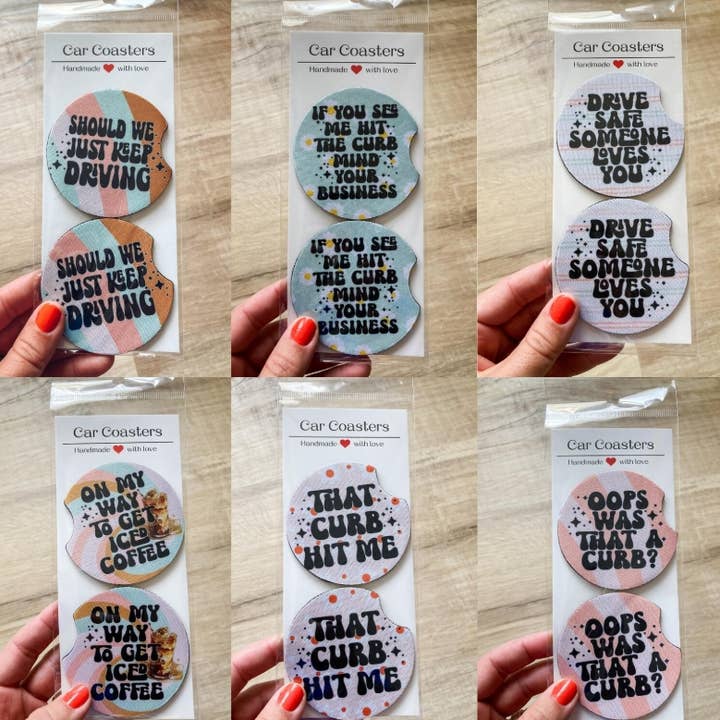 Car Coasters
Handmade ❤ with love
SHOULD WE
JUST KEEP
DRIVING
SHOULD WE
JUST KEEP
DRIVING
Car Coasters
Handmade ❤ with love
IF YOU SEE
ME HIT
THE CURB
MIND
YOUR
BUSINESS
IF YOU SEE
ME HIT
THE CURB
MIND
YOUR
BUSINESS
Car Coasters
Handmade ❤ with love
DRIVE
SAFE
SOMEONE
LOVES
YOU
DRIVE
SAFE
SOMEONE
LOVES
YOU
Car Coasters
Handmade ❤ with love
ON MY
WAY
TO GET
ICED
COFFEE
ON MY
WAY
TO GET
ICED
COFFEE
Car Coasters
Handmade ❤ with love
THAT
CURB
HIT ME
THAT
CURB
HIT ME
Car Coasters
Handmade ❤ with love
OOPS
WAS
THAT A
CURB?
OOPS
WAS
THAT A
CURB?